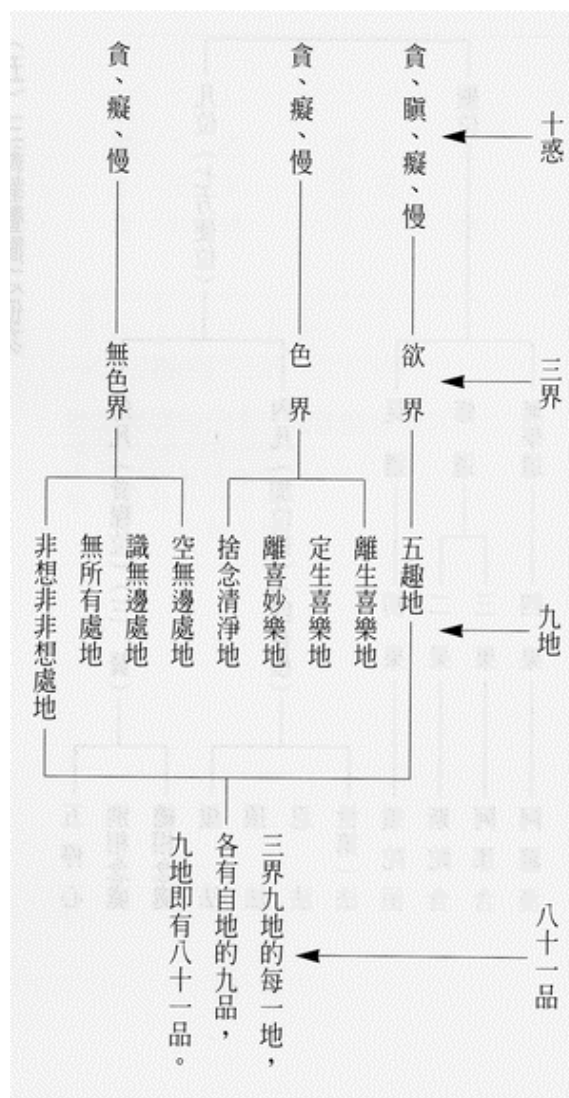 十惑
三界
九地
八十一品
貪、瞋、癡、慢
欲界
五趣地
貪、癡、慢
色界
離生喜樂地
定生喜樂地
離喜妙樂地
捨念清淨地
貪、癡、慢
無色界
空無邊處地
識無邊處地
無所有處地
非想非非想處地
三界九地的每一地，
各有自地的九品，
九地即有八十一品。